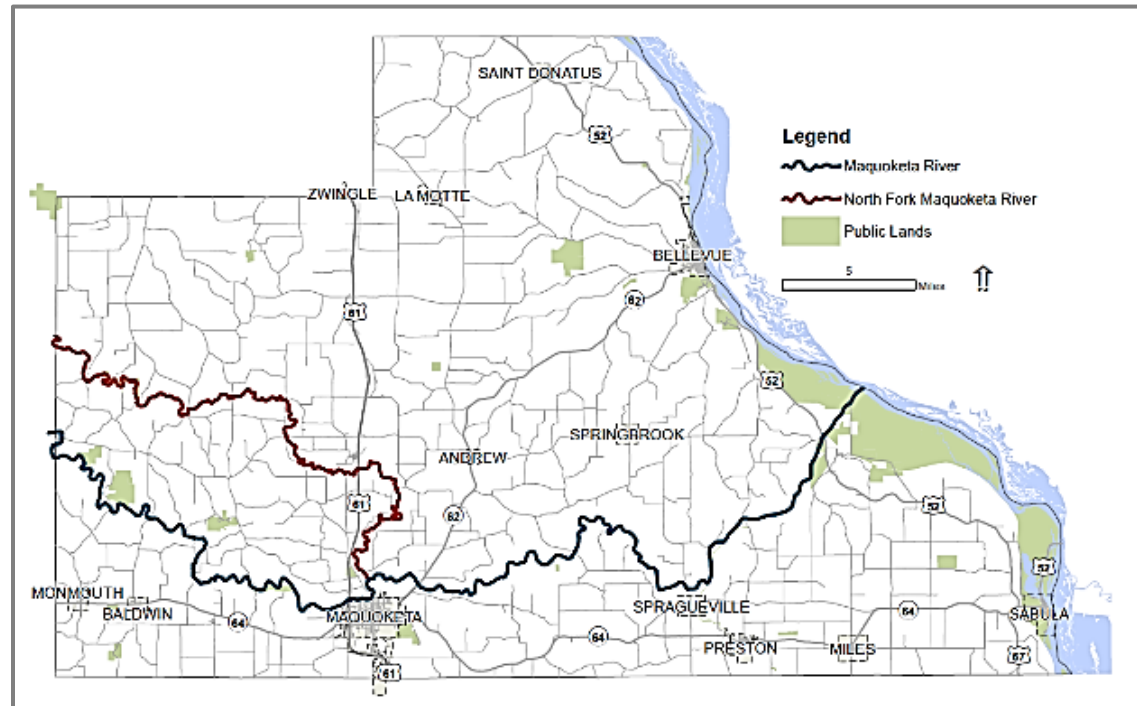 SAINT DONATUS
52
Legend
Maquoketa River
ZWINGLE
LA MOTTE
North Fork Maquoketa River
Public Lands
BELLEVUE
5
Miles
62
61
52
SPRINGBROOK
ANDREW
61
62
52
52
MONMOUTH
BALDWIN
64
MAQUOKETA
SPRAGUEVILLE
64
SABULA
64
PRESTON
MILES
67
61